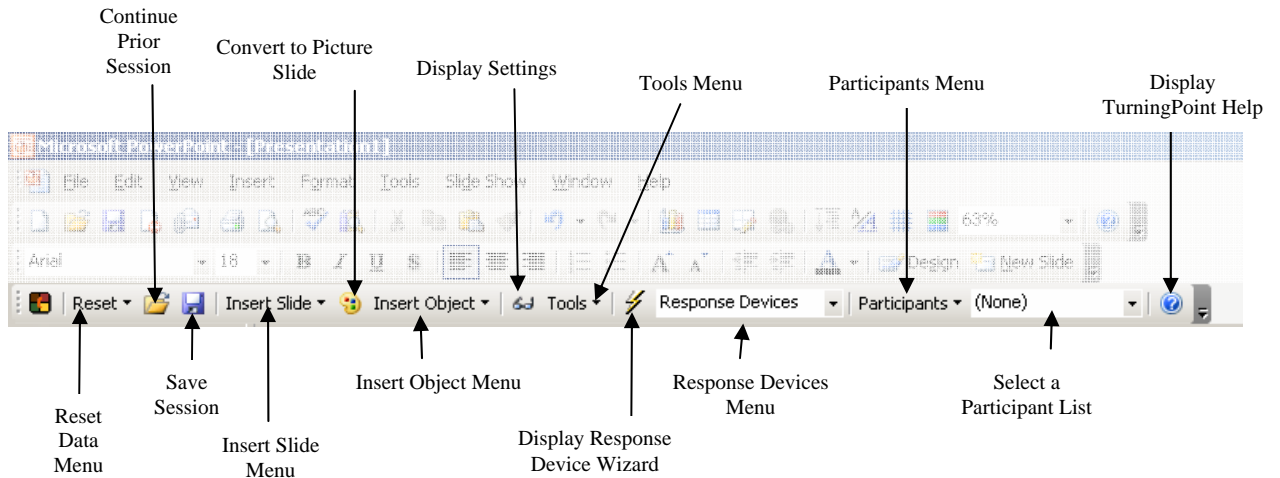 Continue
Prior
Session
Convert to Picture
Slide
Display Settings
Tools Menu
Participants Menu
Display
TurningPoint Help
Microsoft PowerPoint - [Presentation1]
File Edit View Insert Format Tools Slide Show Window Help
63%
Arial 18 B I U S Design New Slide
Reset Insert Slide Insert Object Tools Response Devices Participants (None)
Reset
Data
Menu
Save
Session
Insert Slide
Menu
Insert Object Menu
Display Response
Device Wizard
Response Devices
Menu
Select a
Participant List